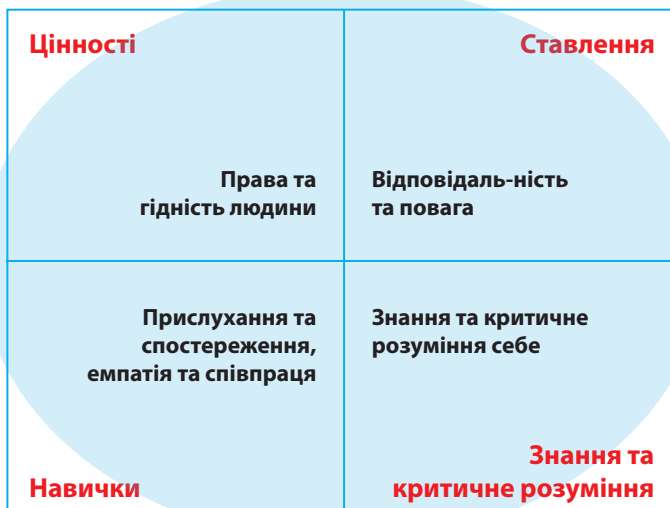 Цінності
Ставлення
Права та
гідність людини
Відповідаль-ність
та повага
Прислухання та
спостереження,
емпатія та співпраця
Знання та критичне
розуміння себе
Навички
Знання та
критичне розуміння